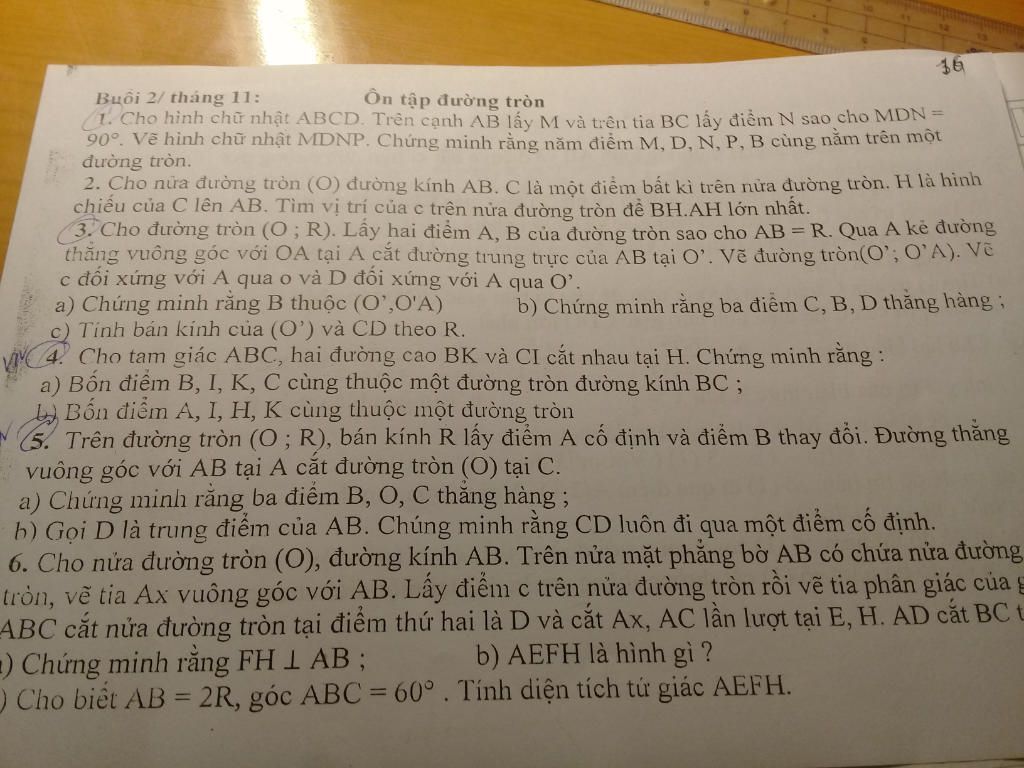 16
Buổi 2/ tháng 11: Ôn tập đường tròn
1. Cho hình chữ nhật ABCD. Trên cạnh AB lấy M và trên tia BC lấy điểm N sao cho MDN =
90°. Vẽ hình chữ nhật MDNP. Chứng minh rằng năm điểm M, D, N, P, B cùng nằm trên một
đường tròn.
2. Cho nửa đường tròn (O) đường kính AB. C là một điểm bất kì trên nửa đường tròn. H là hình
chiếu của C lên AB. Tìm vị trí của c trên nửa đường tròn để BH.AH lớn nhất.
3. Cho đường tròn (O ; R). Lấy hai điểm A, B của đường tròn sao cho AB = R. Qua A kẻ đường
thẳng vuông góc với OA tại A cắt đường trung trực của AB tại O’. Vẽ đường tròn(O’; O’A). Vẽ
c đối xứng với A qua o và D đối xứng với A qua O’.
a) Chứng minh rằng B thuộc (O’,O'A) b) Chứng minh rằng ba điểm C, B, D thẳng hàng ;
c) Tính bán kính của (O’) và CD theo R.
VN 4. Cho tam giác ABC, hai đường cao BK và CI cắt nhau tại H. Chứng minh rằng :
a) Bốn điểm B, I, K, C cùng thuộc một đường tròn đường kính BC ;
b) Bốn điểm A, I, H, K cùng thuộc một đường tròn
5. Trên đường tròn (O ; R), bán kính R lấy điểm A cố định và điểm B thay đổi. Đường thẳng
vuông góc với AB tại A cắt đường tròn (O) tại C.
a) Chứng minh rằng ba điểm B, O, C thẳng hàng ;
b) Gọi D là trung điểm của AB. Chúng minh rằng CD luôn đi qua một điểm cố định.
6. Cho nửa đường tròn (O), đường kính AB. Trên nửa mặt phẳng bờ AB có chứa nửa đường
tròn, vẽ tia Ax vuông góc với AB. Lấy điểm c trên nửa đường tròn rồi vẽ tia phân giác của
ABC cắt nửa đường tròn tại điểm thứ hai là D và cắt Ax, AC lần lượt tại E, H. AD cắt BC
) Chứng minh rằng FH ⊥ AB ; b) AEFH là hình gì ?
) Cho biết AB = 2R, góc ABC = 60° . Tính diện tích tứ giác AEFH.